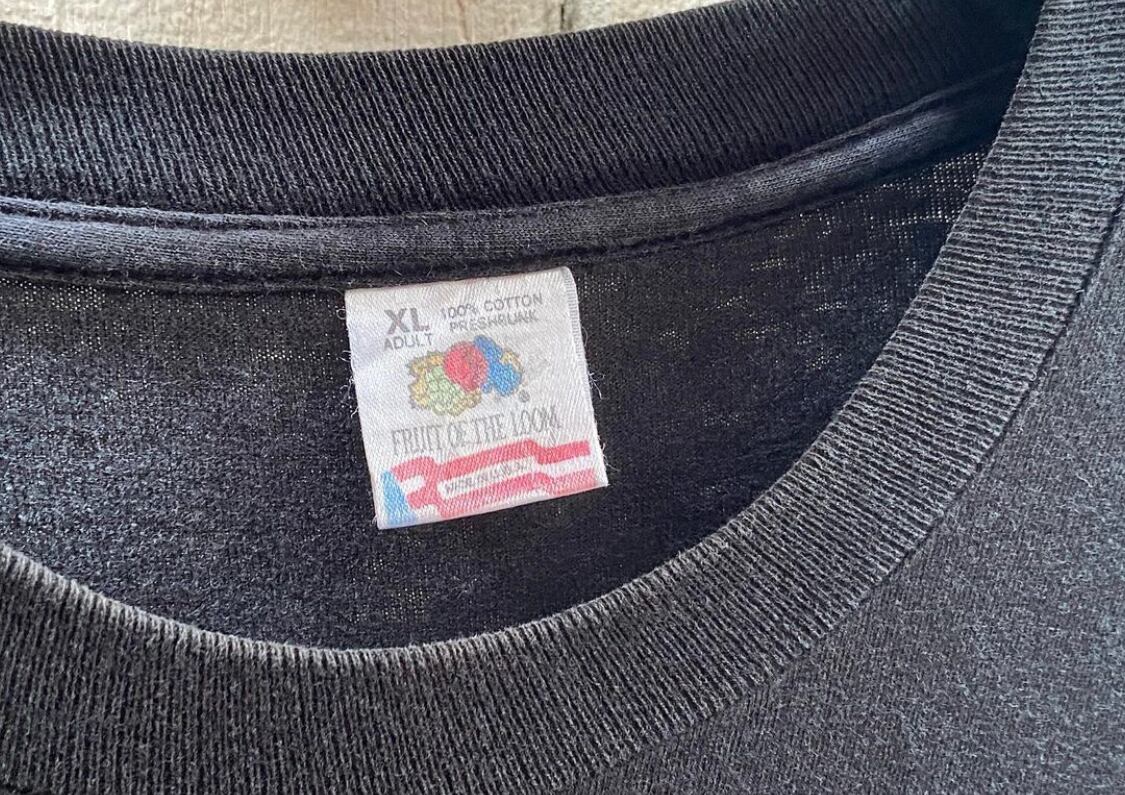 XL 100% COTTON
ADULT PRESHRUNK
®
FRUIT OF THE LOOM